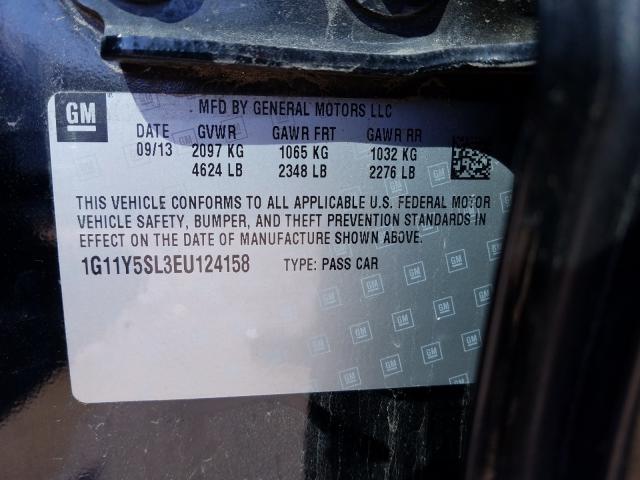 GM
MFD BY GENERAL MOTORS LLC
DATE GVWR GAWR FRT GAWR RR
09/13 2097 KG 1065 KG 1032 KG
4624 LB 2348 LB 2276 LB
THIS VEHICLE CONFORMS TO ALL APPLICABLE U.S. FEDERAL MOTOR
VEHICLE SAFETY, BUMPER, AND THEFT PREVENTION STANDARDS IN
EFFECT ON THE DATE OF MANUFACTURE SHOWN ABOVE.
1G11Y5SL3EU124158 TYPE: PASS CAR